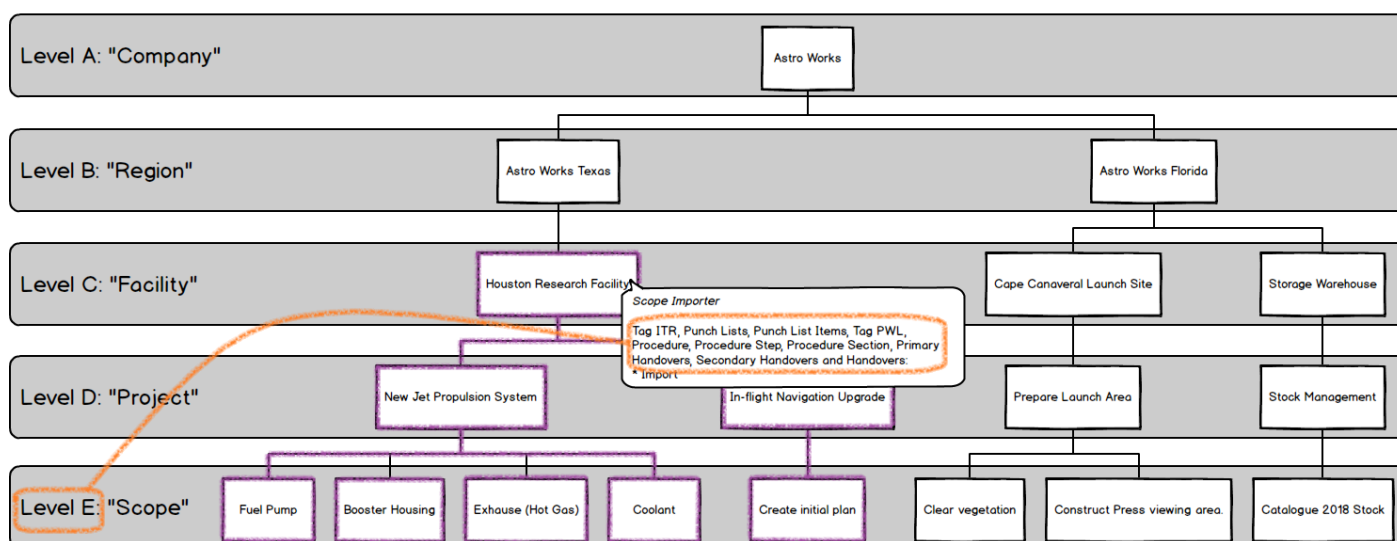 Level A: "Company"
Astro Works
Level B: "Region"
Astro Works Texas
Astro Works Florida
Level C: "Facility"
Houston Research Facility
Cape Canaveral Launch Site
Storage Warehouse
Scope Importer
Tag ITR, Punch Lists, Punch List Items, Tag PWL,
Procedure, Procedure Step, Procedure Section, Primary
Handovers, Secondary Handovers and Handovers:
* Import
Level D: "Project"
New Jet Propulsion System
In-flight Navigation Upgrade
Prepare Launch Area
Stock Management
Level E: "Scope"
Fuel Pump
Booster Housing
Exhause (Hot Gas)
Coolant
Create initial plan
Clear vegetation
Construct Press viewing area.
Catalogue 2018 Stock